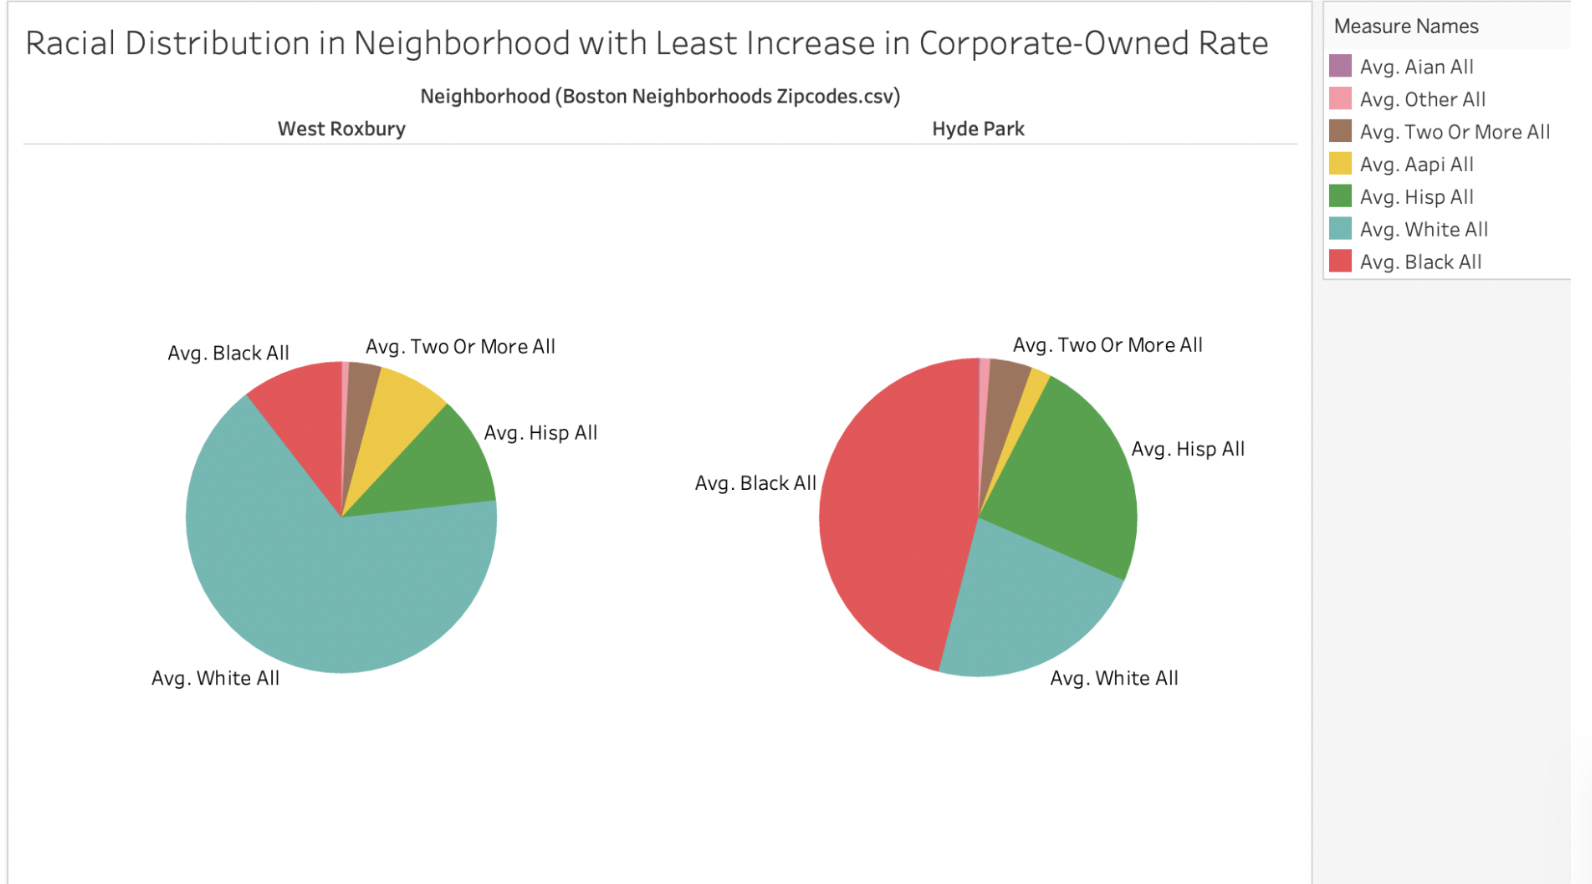 Racial Distribution in Neighborhood with Least Increase in Corporate-Owned Rate
Neighborhood (Boston Neighborhoods Zipcodes.csv)
West Roxbury
Hyde Park
Avg. Black All
Avg. Two Or More All
Avg. Hisp All
Avg. White All
Avg. Two Or More All
Avg. Hisp All
Avg. Black All
Avg. White All
Measure Names
Avg. Aian All
Avg. Other All
Avg. Two Or More All
Avg. Aapi All
Avg. Hisp All
Avg. White All
Avg. Black All